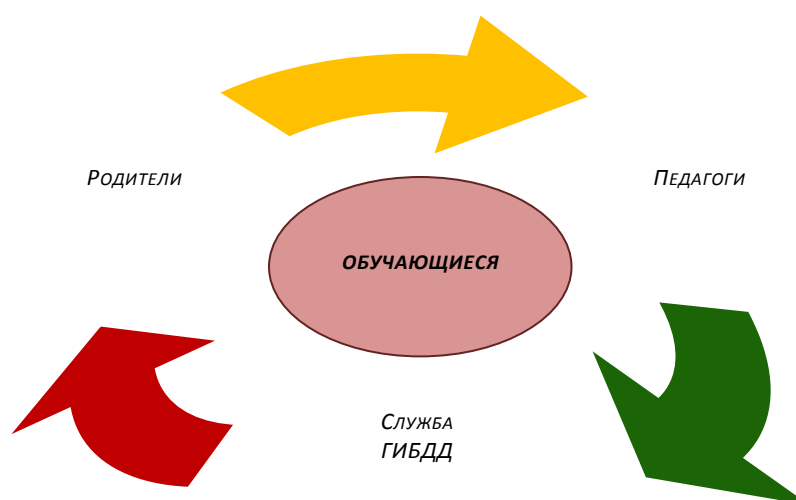 Родители
Педагоги
ОБУЧАЮЩИЕСЯ
Служба
ГИБДД